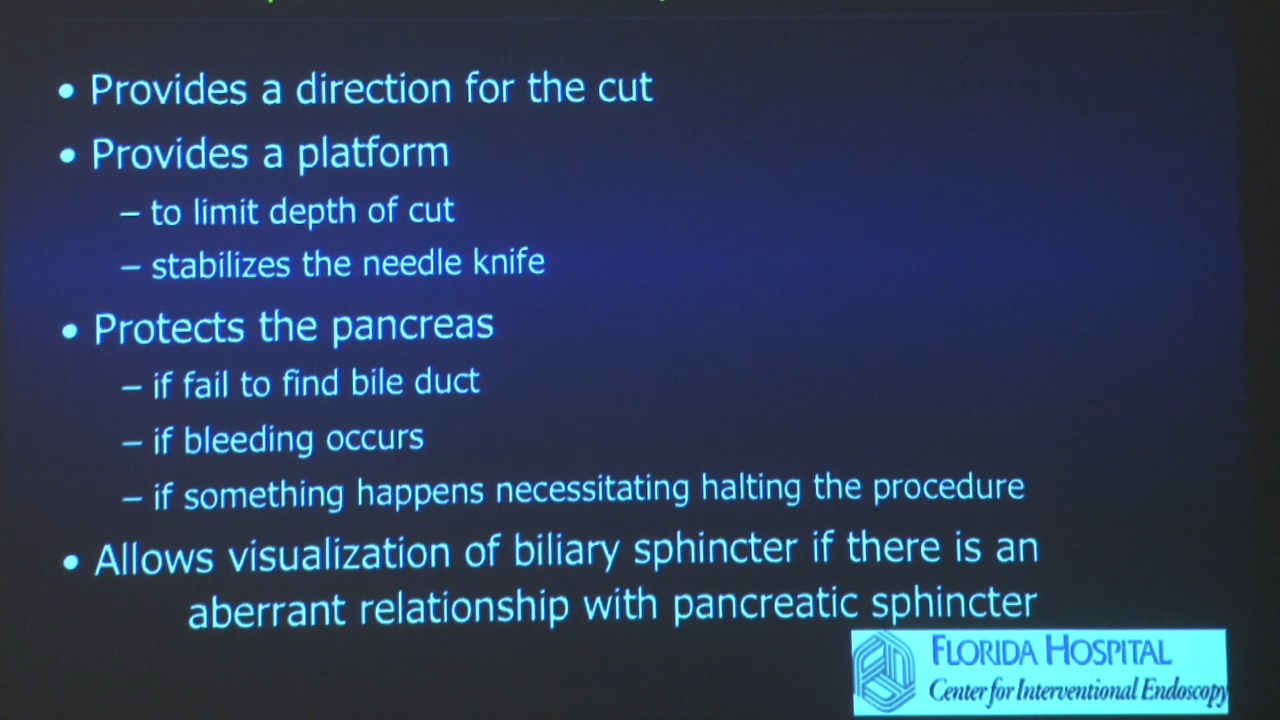 • Provides a direction for the cut
• Provides a platform
– to limit depth of cut
– stabilizes the needle knife
• Protects the pancreas
– if fail to find bile duct
– if bleeding occurs
– if something happens necessitating halting the procedure
• Allows visualization of biliary sphincter if there is an
aberrant relationship with pancreatic sphincter
FLORIDA HOSPITAL
Center for Interventional Endoscopy